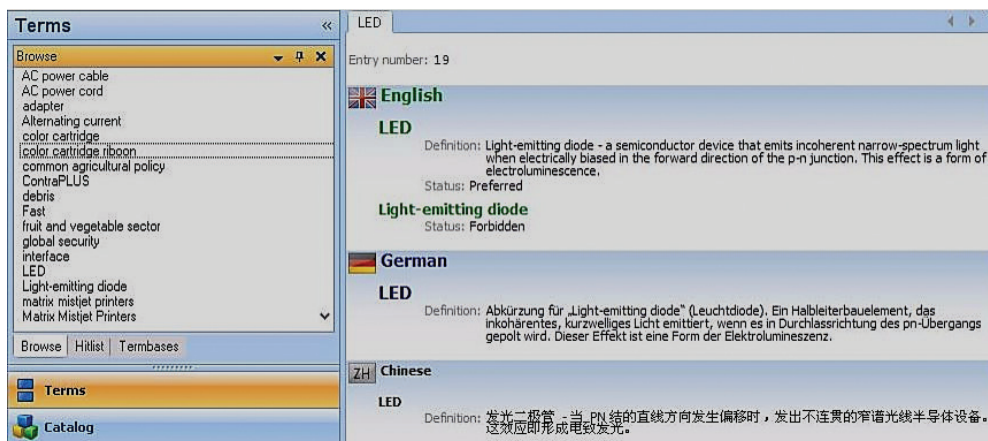 Terms «
Browse
AC power cable
AC power cord
adapter
Alternating current
color cartridge
color cartridge riboon
common agricultural policy
ContraPLUS
debris
Fast
fruit and vegetable sector
global security
interface
LED
Light-emitting diode
matrix mistjet printers
Matrix Mistjet Printers
Browse Hitlist Termbases
Terms
Catalog
LED
Entry number: 19
English
LED
Definition: Light-emitting diode - a semiconductor device that emits incoherent narrow-spectrum light
when electrically biased in the forward direction of the p-n junction. This effect is a form of
electroluminescence.
Status: Preferred
Light-emitting diode
Status: Forbidden
German
LED
Definition: Abkürzung für „Light-emitting diode“ (Leuchtdiode). Ein Halbleiterbauelement, das
inkohärentes, kurzwelliges Licht emittiert, wenn es in Durchlassrichtung des pn-Übergangs
gepolt wird. Dieser Effekt ist eine Form der Elektrolumineszenz.
ZH Chinese
LED
Definition: 发光二极管 -当 PN 结的直线方向发生偏移时，发出不连贯的窄谱光线半导体设备。
这效应即形成电致发光。